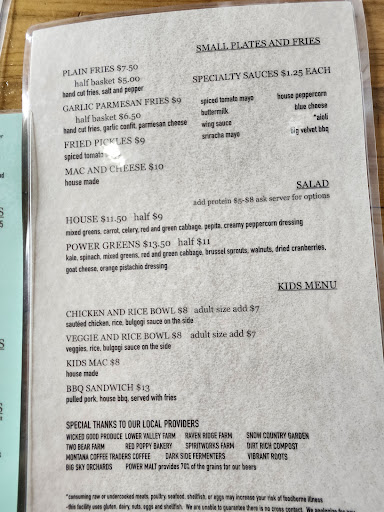 SMALL PLATES AND FRIES
PLAIN FRIES $7.50
half basket $5.00
hand cut fries, salt and pepper
GARLIC PARMESAN FRIES $9
half basket $6.50
hand cut fries, garlic confit, parmesan cheese
FRIED PICKLES $9
spiced tomato
MAC AND CHEESE $10
house made
SPECIALTY SAUCES $1.25 EACH
spiced tomato mayo house peppercorn
buttermilk blue cheese
wing sauce *aioli
sriracha mayo big velvet bbq
SALAD
add protein $5-$8 ask server for options
HOUSE $11.50 half $9
mixed greens, carrot, celery, red and green cabbage, pepita, creamy peppercorn dressing
POWER GREENS $13.50 half $11
kale, spinach, mixed greens, red and green cabbage, brussel sprouts, walnuts, dried cranberries,
goat cheese, orange pistachio dressing
KIDS MENU
CHICKEN AND RICE BOWL $8 adult size add $7
sautéed chicken, rice, bulgogi sauce on the side
VEGGIE AND RICE BOWL $8 adult size add $7
veggies, rice, bulgogi sauce on the side
KIDS MAC $8
house made
BBQ SANDWICH $13
pulled pork, house bbq, served with fries
SPECIAL THANKS TO OUR LOCAL PROVIDERS
WICKED GOOD PRODUCE LOWER VALLEY FARM RAVEN RIDGE FARM SNOW COUNTRY GARDEN
TWO BEAR FARM RED POPPY BAKERY SPIRITWORKS FARM DIRT RICH COMPOST
MONTANA COFFEE TRADERS COFFEE DARK SIDE FERMENTERS VIBRANT ROOTS
BIG SKY ORCHARDS POWER MALT provides 70% of the grains for our beers
*consuming raw or undercooked meats, poultry, seafood, shellfish, or eggs may increase your risk of foodborne illness
-this facility uses gluten, dairy, nuts, eggs and shellfish. We are unable to guarantee there is no cross contact. We apologize for